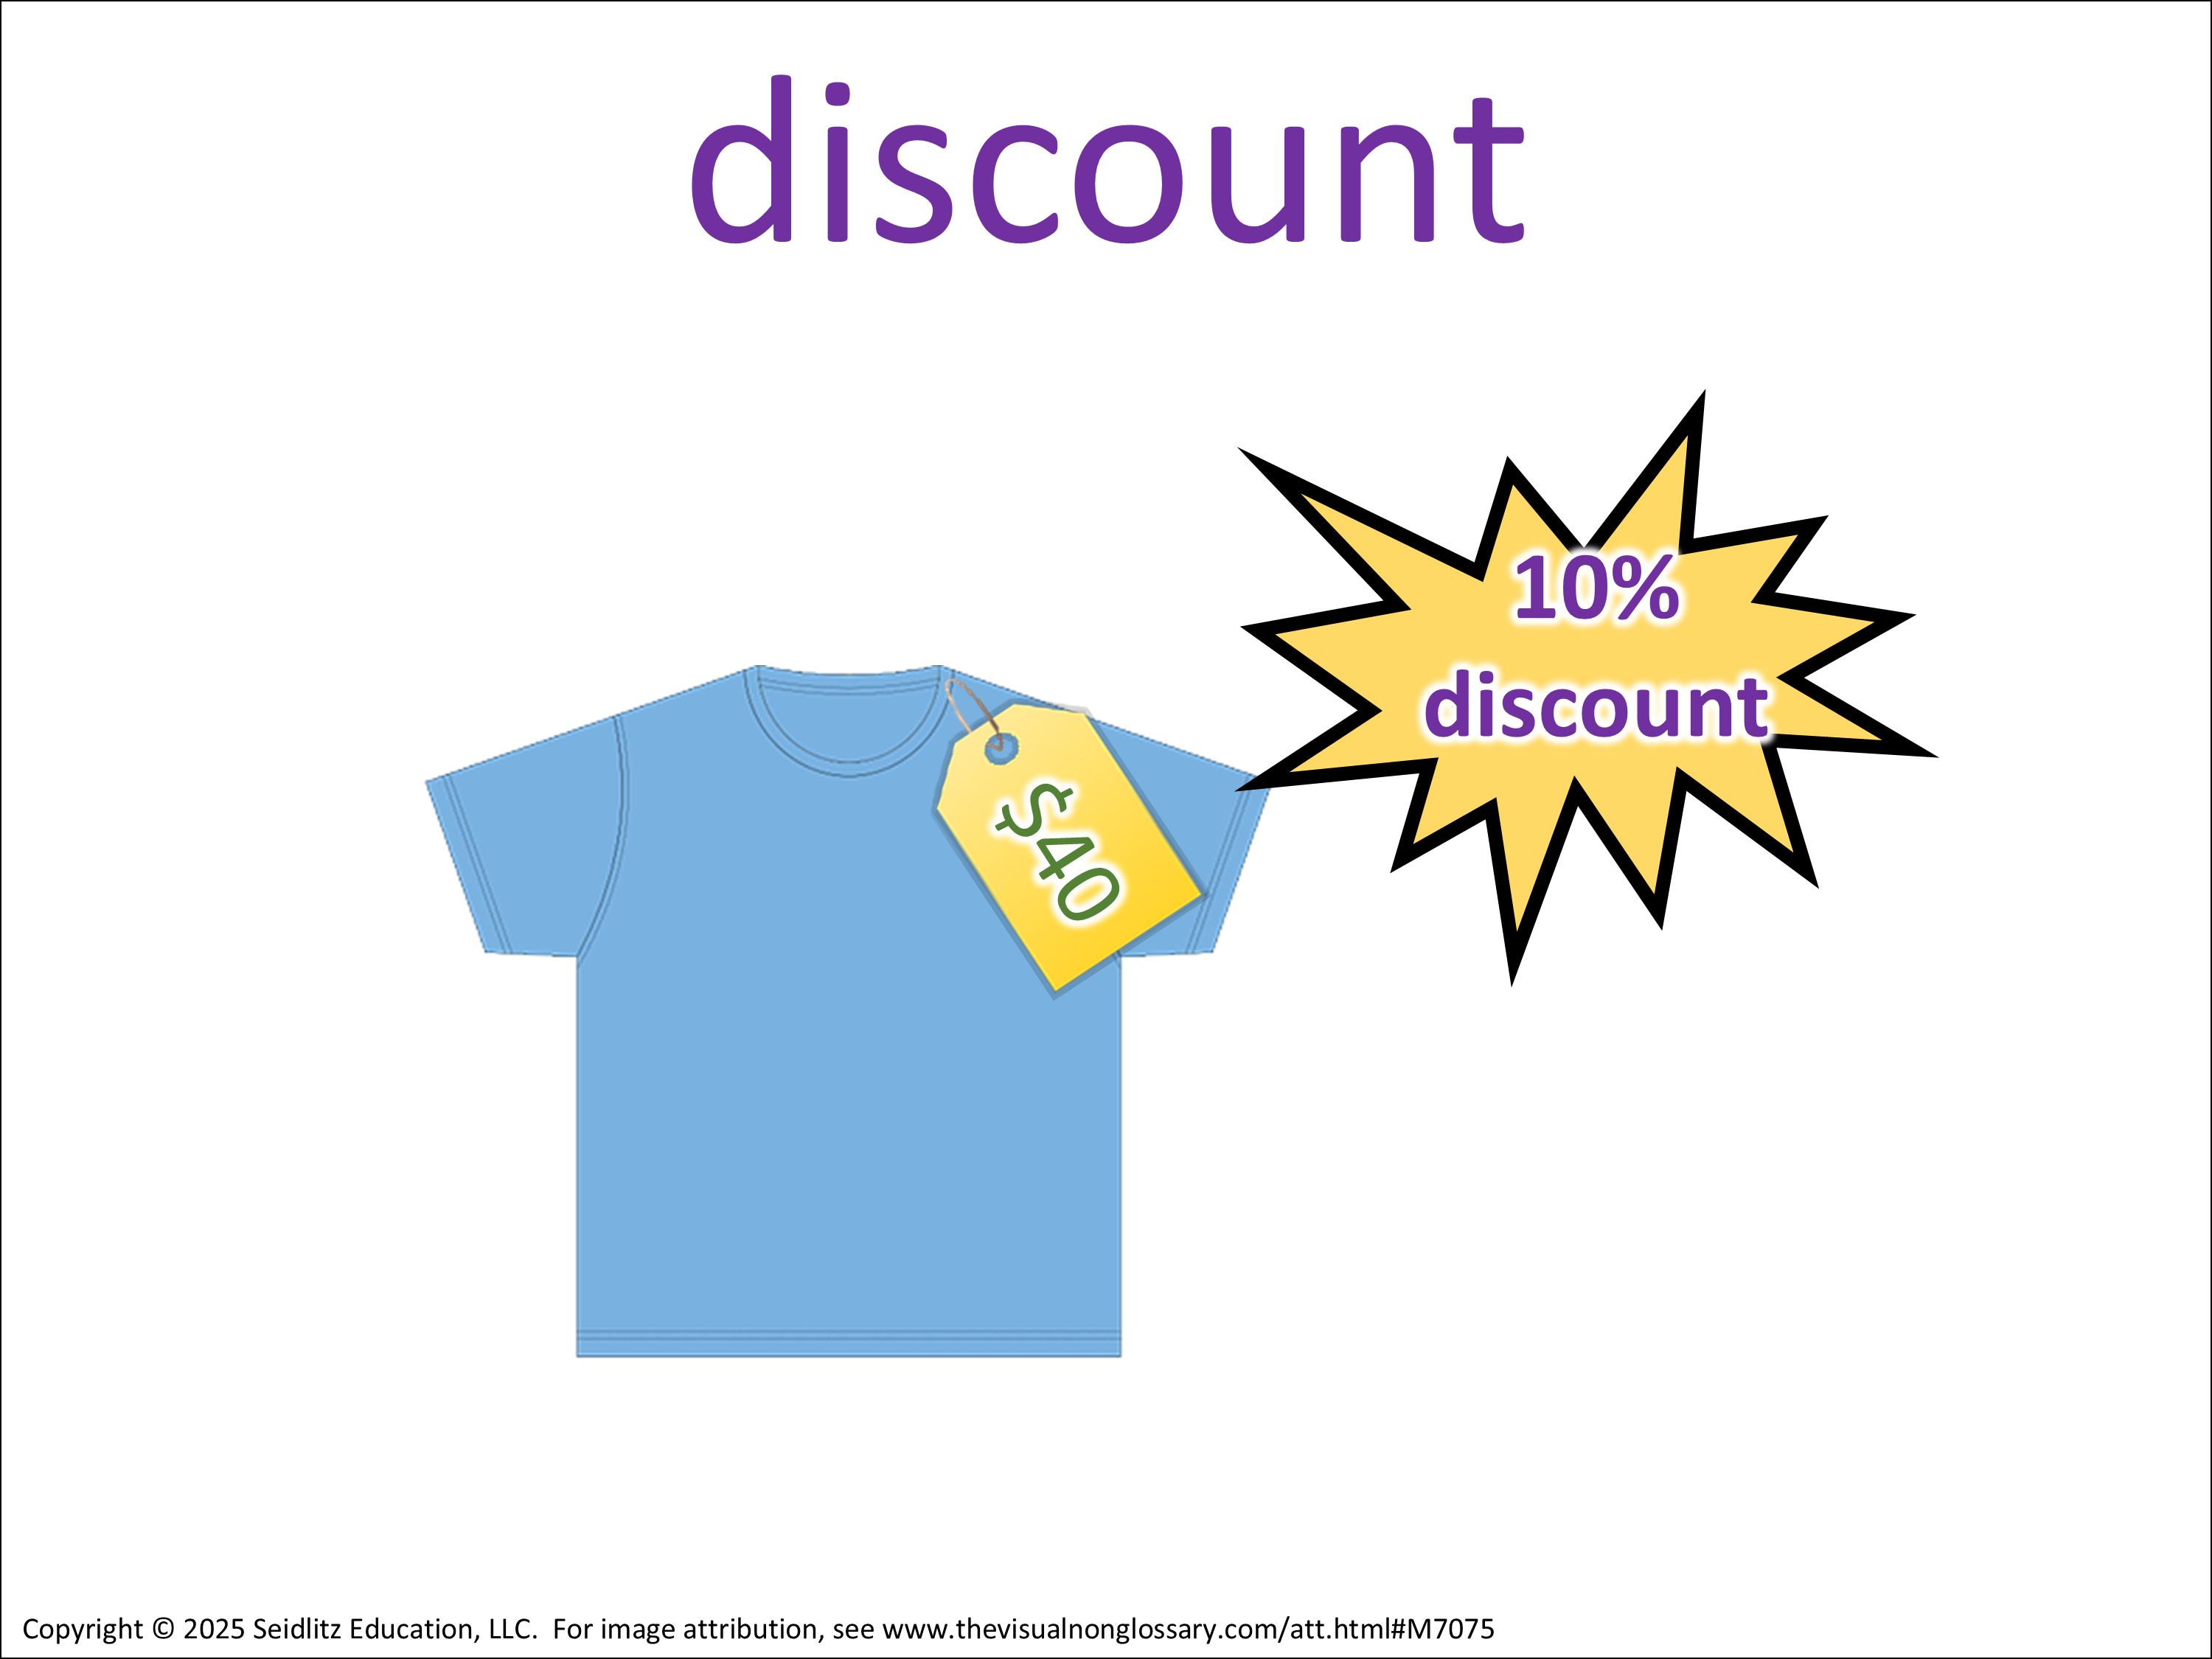 discount
10%
discount
$40
Copyright © 2025 Seidlitz Education, LLC.  For image attribution, see www.thevisualnonglossary.com/att.html#M7075